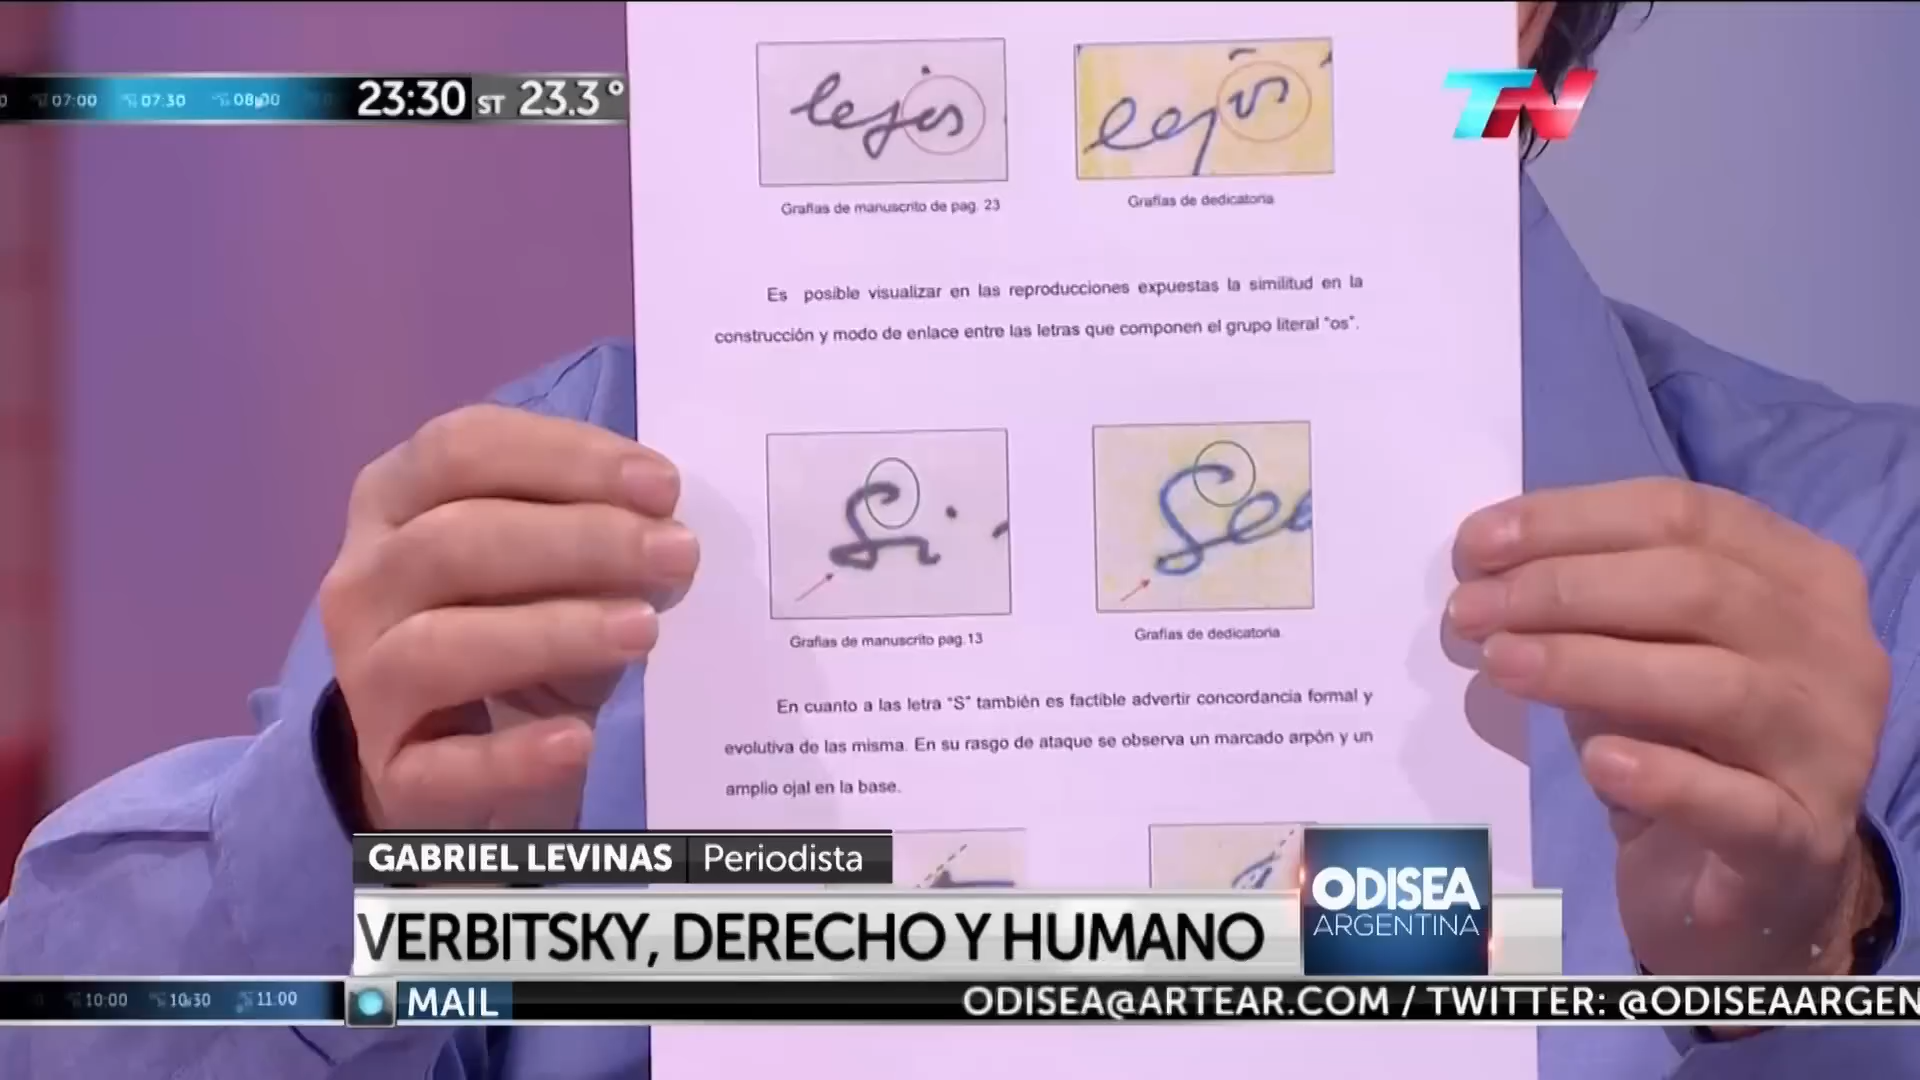 07:00 07:30 08:00 23:30 ST 23.3°
TN
lejos
lejos
Grafías de manuscrito de pag. 23
Grafías de dedicatoria
Es posible visualizar en las reproducciones expuestas la similitud en la
construcción y modo de enlace entre las letras que componen el grupo literal "os".
Si
Se
Grafías de manuscrito pag.13
Grafías de dedicatoria
En cuanto a las letra "S" también es factible advertir concordancia formal y
evolutiva de las misma. En su rasgo de ataque se observa un marcado arpón y un
amplio ojal en la base.
GABRIEL LEVINAS Periodista
VERBITSKY, DERECHO Y HUMANO
ODISEA
ARGENTINA
10:00 10:30 11:00 MAIL ODISEA@ARTEAR.COM / TWITTER: @ODISEAARGEN